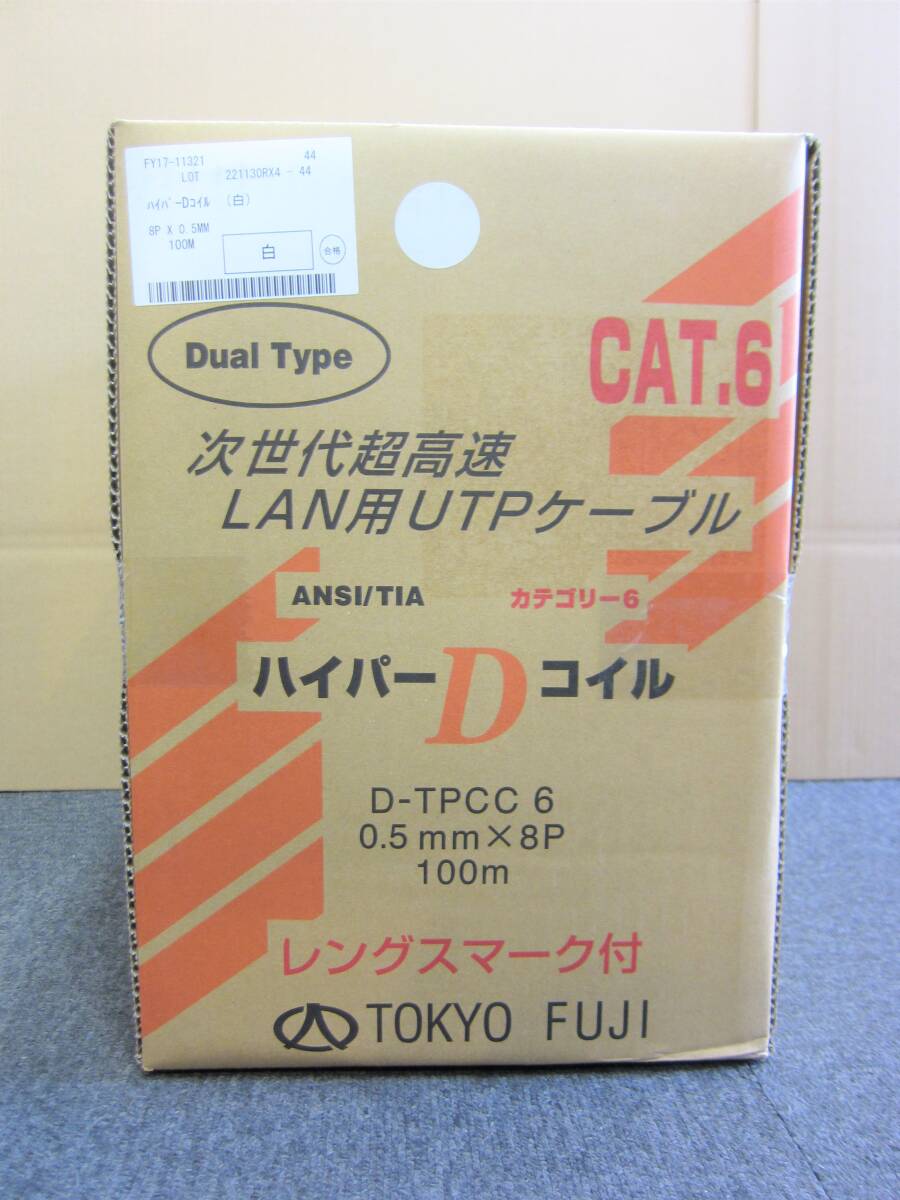 FY17-11321 44
LOT 221130RX4 - 44
ハイパーDコイル (白)
8P X 0.5MM
100M
白
合格
Dual Type
CAT.6
次世代超高速
LAN用UTPケーブル
ANSI/TIA カテゴリー6
ハイパーDコイル
D-TPCC 6
0.5mm×8P
100m
レングスマーク付
TOKYO FUJI